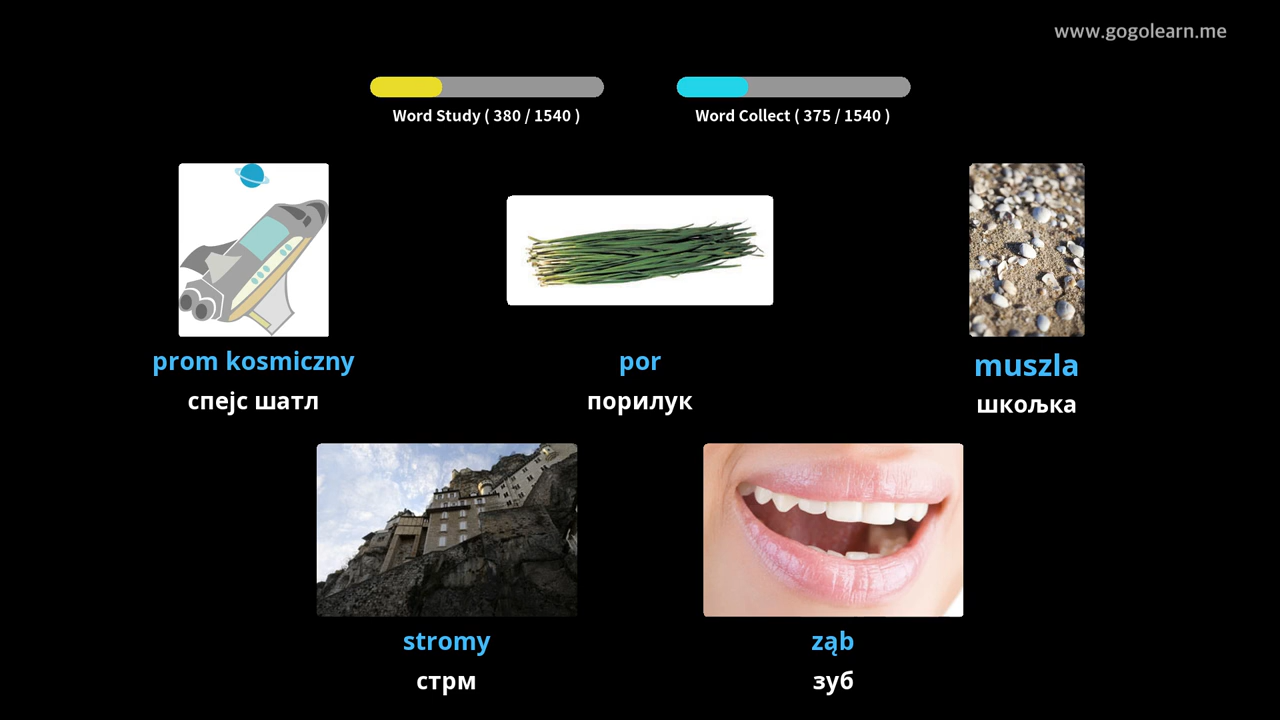 www.gogolearn.me
Word Study ( 380 / 1540 )
Word Collect ( 375 / 1540 )
prom kosmiczny
спејс шатл
por
порилук
muszla
шкољка
stromy
стрм
ząb
зуб